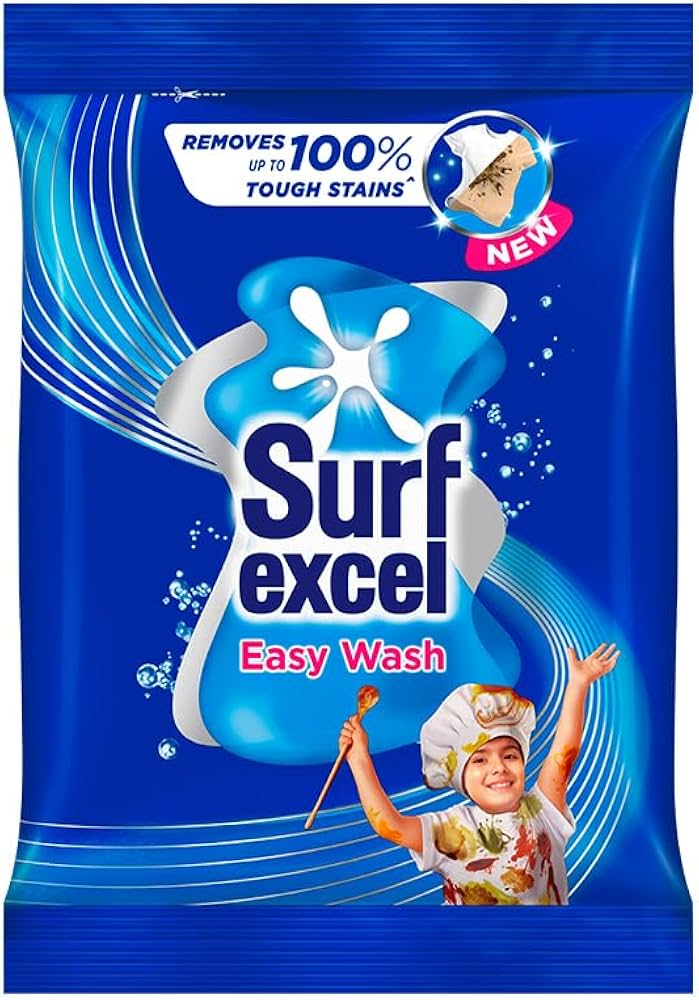 REMOVES
UP TO 100%
TOUGH STAINS^
NEW
Surf
excel
Easy Wash